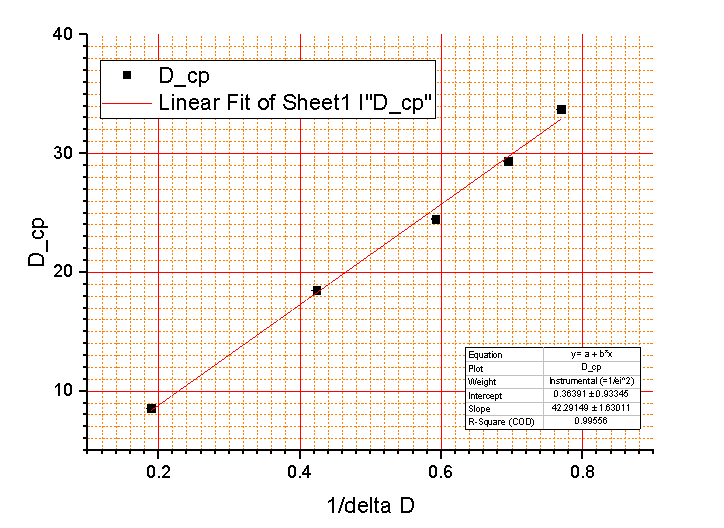 40
30
20
10
D_cp
D_cp
Linear Fit of Sheet1 I"D_cp"
Equation y = a + b*x
Plot D_cp
Weight Instrumental (=1/ei^2)
Intercept 0.36391 ± 0.93345
Slope 42.29149 ± 1.63011
R-Square (COD) 0.99556
0.2 0.4 0.6 0.8
1/delta D